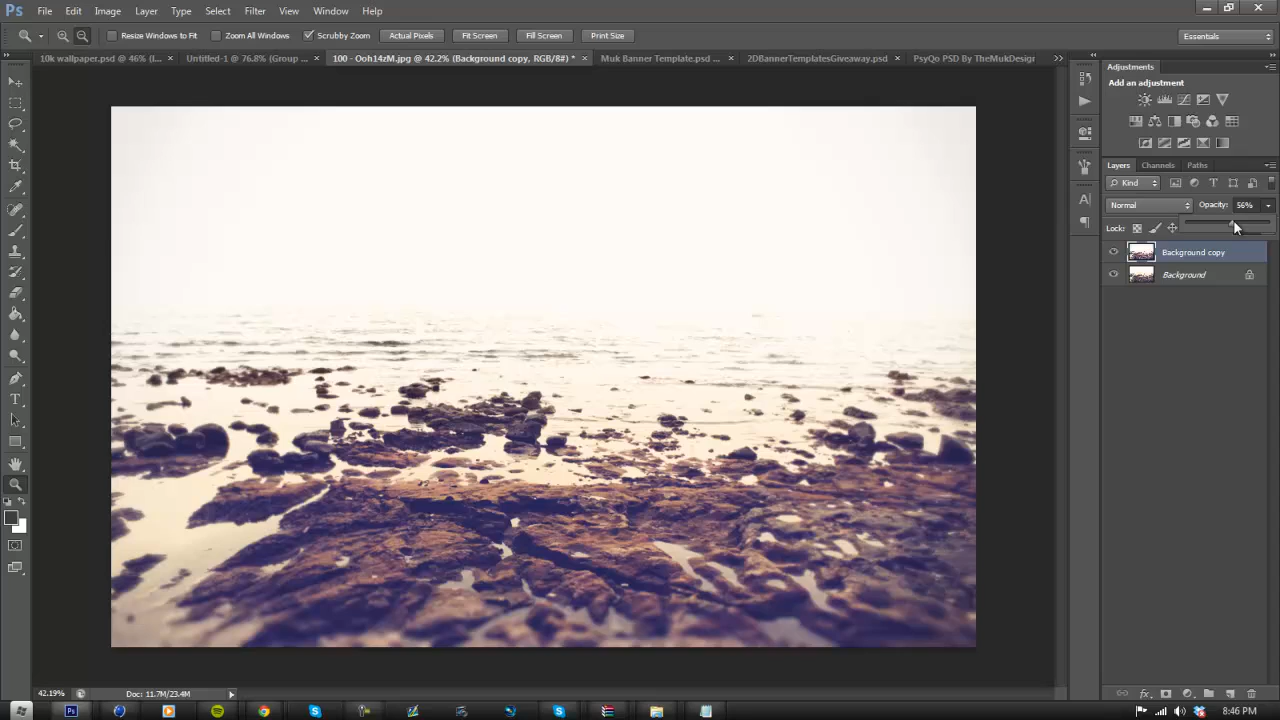 Ps File Edit Image Layer Type Select Filter View Window Help
Resize Windows to Fit Zoom All Windows Scrubby Zoom Actual Pixels Fit Screen Fill Screen Print Size Essentials
10k wallpaper.psd @ 46% (I... × Untitled-1 @ 76.8% (Group ... × 100 - Ooh14zM.jpg @ 42.2% (Background copy, RGB/8#) * × Muk Banner Template.psd ... × 2DBannerTemplatesGiveaway.psd × PsyQo PSD By TheMukDesign
Adjustments
Add an adjustment
Layers Channels Paths
Kind
Normal Opacity: 56%
Lock:
Background copy
Background
42.19% Doc: 11.7M/23.4M
Ps 8:46 PM